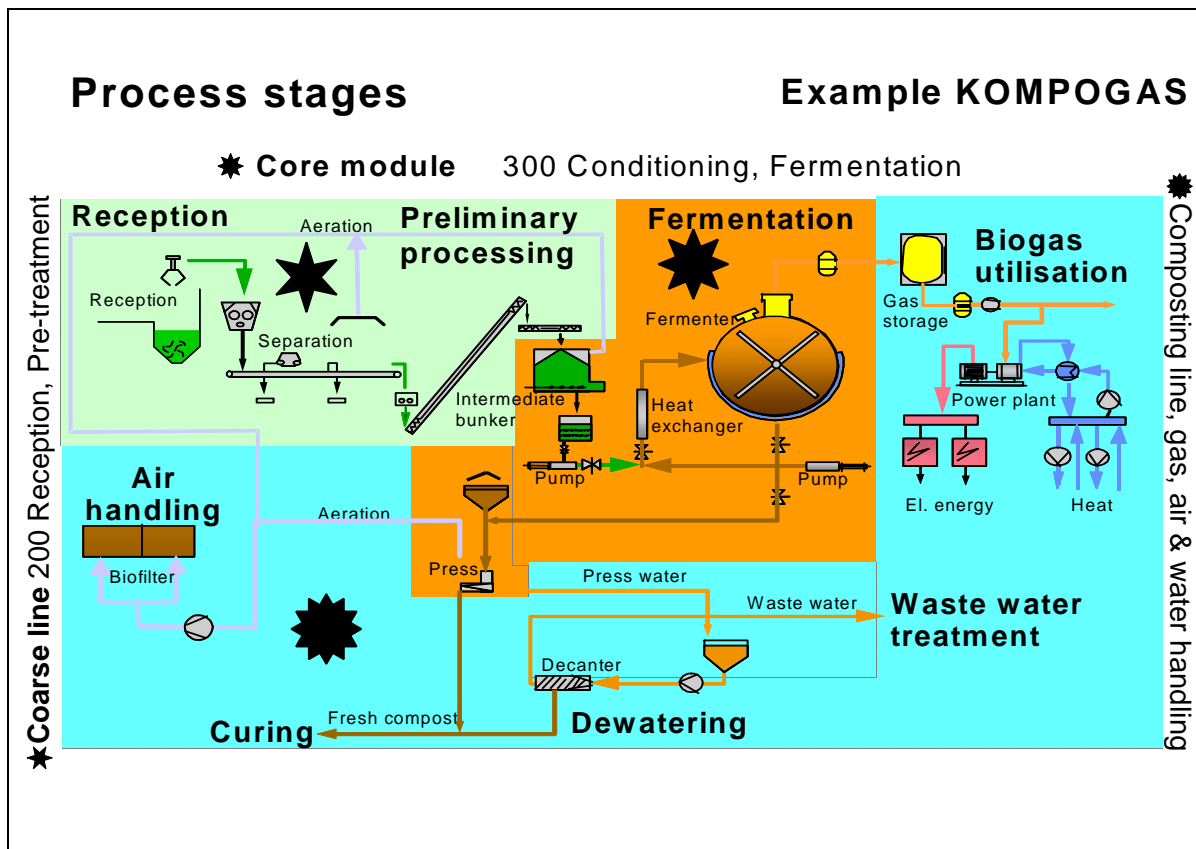 Process stages
Example KOMPOGAS
Core module 300 Conditioning, Fermentation
Coarse line 200 Reception, Pre-treatment
Composting line, gas, air & water handling
Reception
Aeration
Preliminary
processing
Fermentation
Biogas
utilisation
Reception
Separation
Fermenter
Gas
storage
Intermediate
bunker
Heat
exchanger
Power plant
Pump
Pump
El. energy
Heat
Air
handling
Aeration
Biofilter
Press
Press water
Waste water
Waste water
treatment
Decanter
Fresh compost
Curing
Dewatering